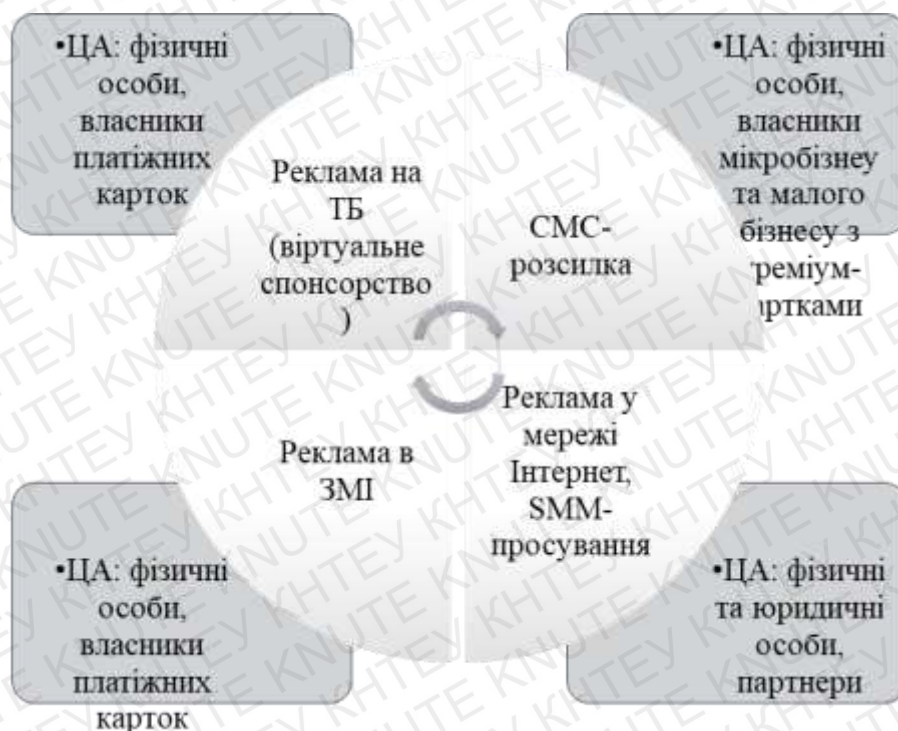 •ЦА: фізичні
особи,
власники
платіжних
карток
Реклама на
ТБ
(віртуальне
спонсорство
)
СМС-
розсилка
•ЦА: фізичні
особи,
власники
мікробізнеу
та малого
бізнесу з
реміум-
артками
Реклама в
ЗМІ
Реклама у
мережі
Інтернет,
SMM-
просування
•ЦА: фізичні
особи,
власники
платіжних
карток
•ЦА: фізичні
та юридичні
особи,
партнери